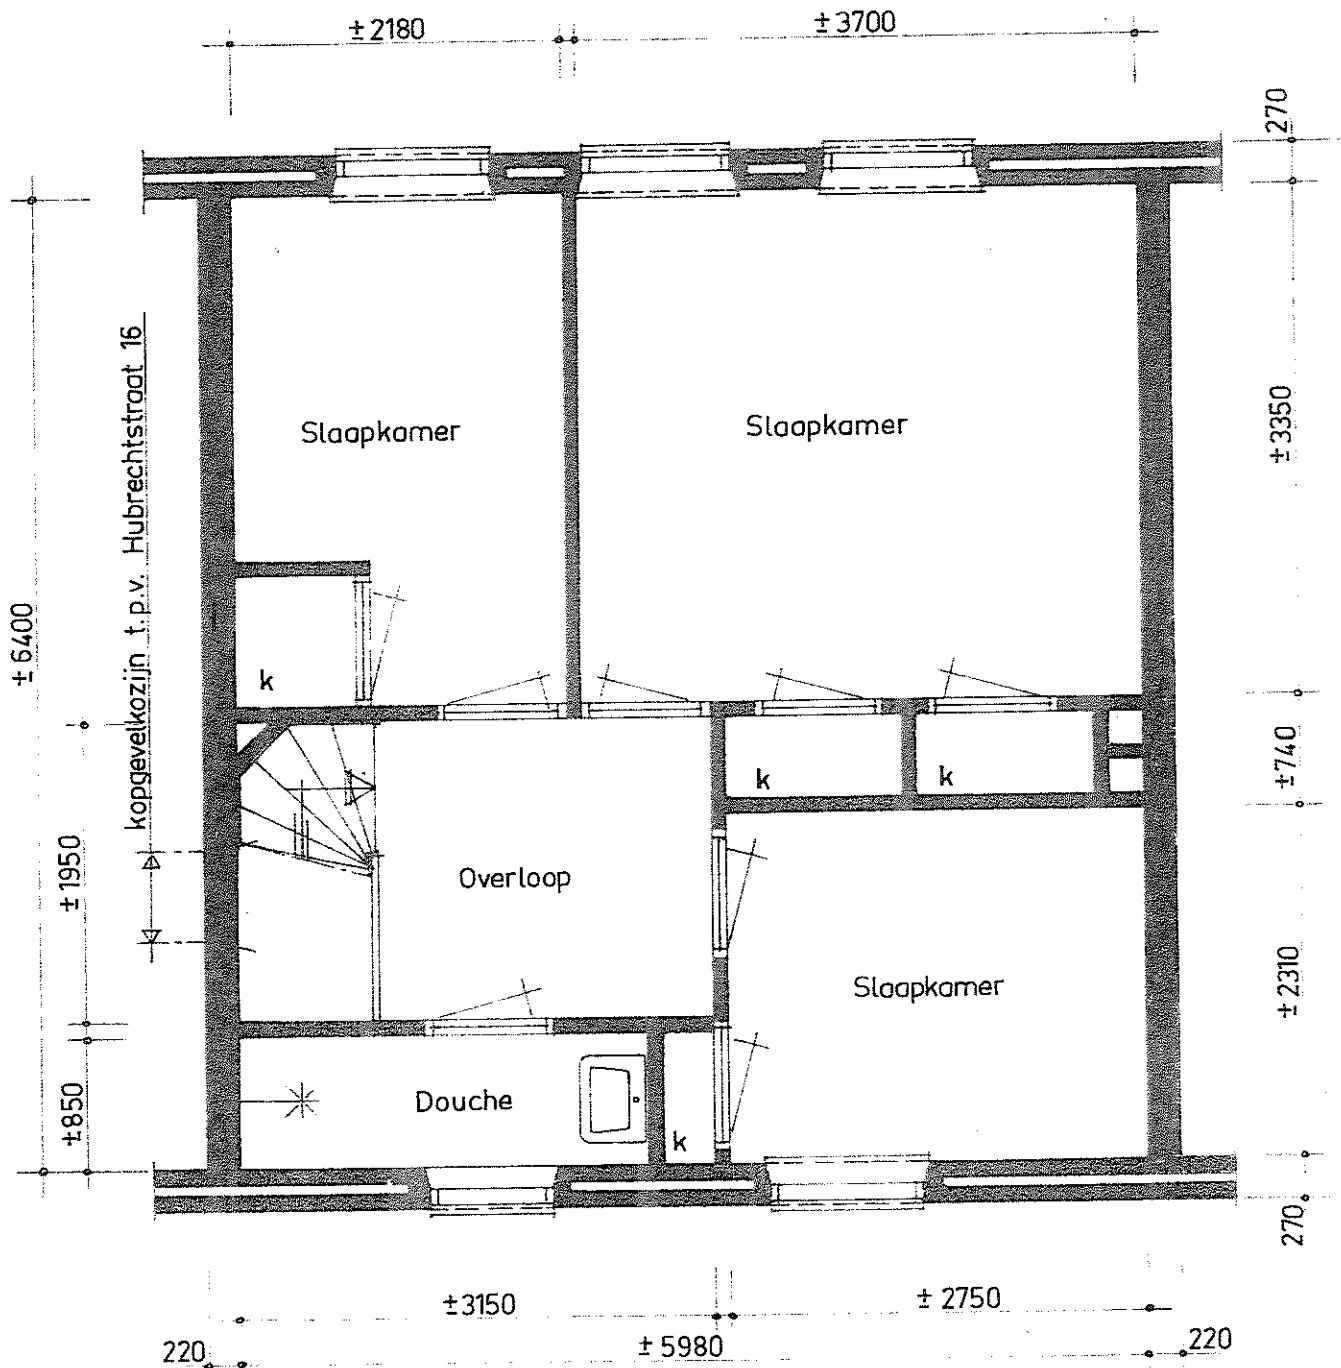 ±2180
±3700
270
kopgevelkozijn t.p.v. Hubrechtstraat 16
Slaapkamer
Slaapkamer
±3350
±6400
k
±740
k
k
±1950
Overloop
Slaapkamer
±2310
±850
Douche
k
270
±3150
±2750
220
±5980
220